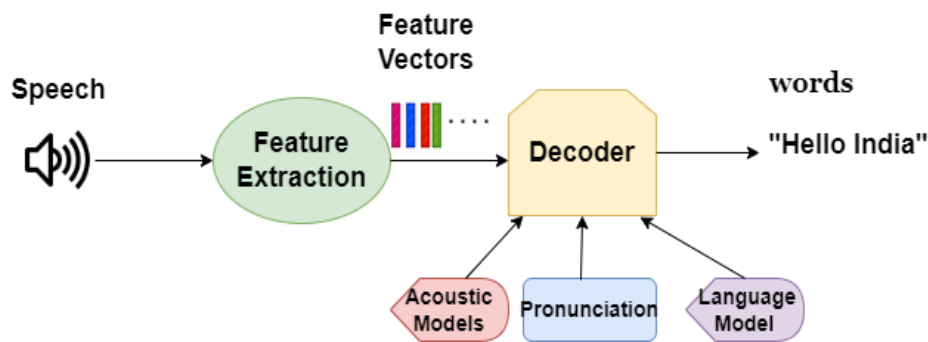 Speech
Feature
Extraction
Feature
Vectors
Decoder
words
"Hello India"
Acoustic
Models
Pronunciation
Language
Model